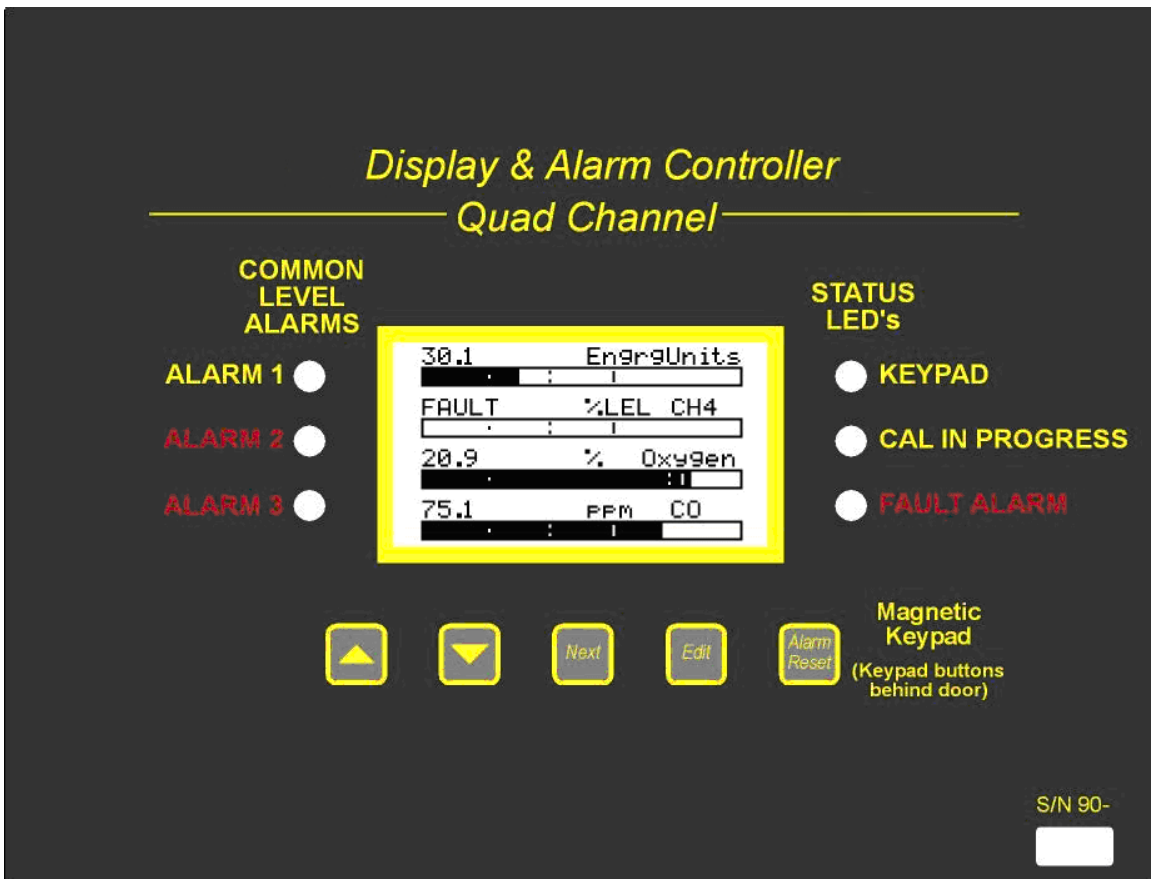 Display & Alarm Controller
Quad Channel
COMMON
LEVEL
ALARMS
ALARM 1
ALARM 2
ALARM 3
30.1 EngrgUnits
FAULT %LEL CH4
20.9 % Oxygen
75.1 ppm CO
STATUS
LED's
KEYPAD
CAL IN PROGRESS
FAULT ALARM
Next
Edit
Alarm
Reset
Magnetic
Keypad
(Keypad buttons
behind door)
S/N 90-